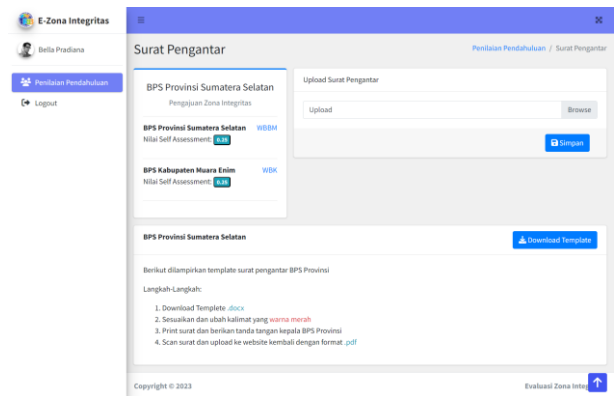 E-Zona Integritas
Bella Pradiana
Penilaian Pendahuluan
Logout
Surat Pengantar
Penilaian Pendahuluan / Surat Pengantar
BPS Provinsi Sumatera Selatan
Pengajuan Zona Integritas
BPS Provinsi Sumatera Selatan WBBM
Nilai Self Assessment:
BPS Kabupaten Muara Enim WBK
Nilai Self Assessment:
Upload Surat Pengantar
Upload Browse
Simpan
BPS Provinsi Sumatera Selatan
Download Template
Berikut dilampirkan template surat pengantar BPS Provinsi
Langkah-Langkah:
1. Download Templete .docx
2. Sesuaikan dan ubah kalimat yang warna merah
3. Print surat dan berikan tanda tangan kepala BPS Provinsi
4. Scan surat dan upload ke website kembali dengan format .pdf
Copyright © 2023
Evaluasi Zona